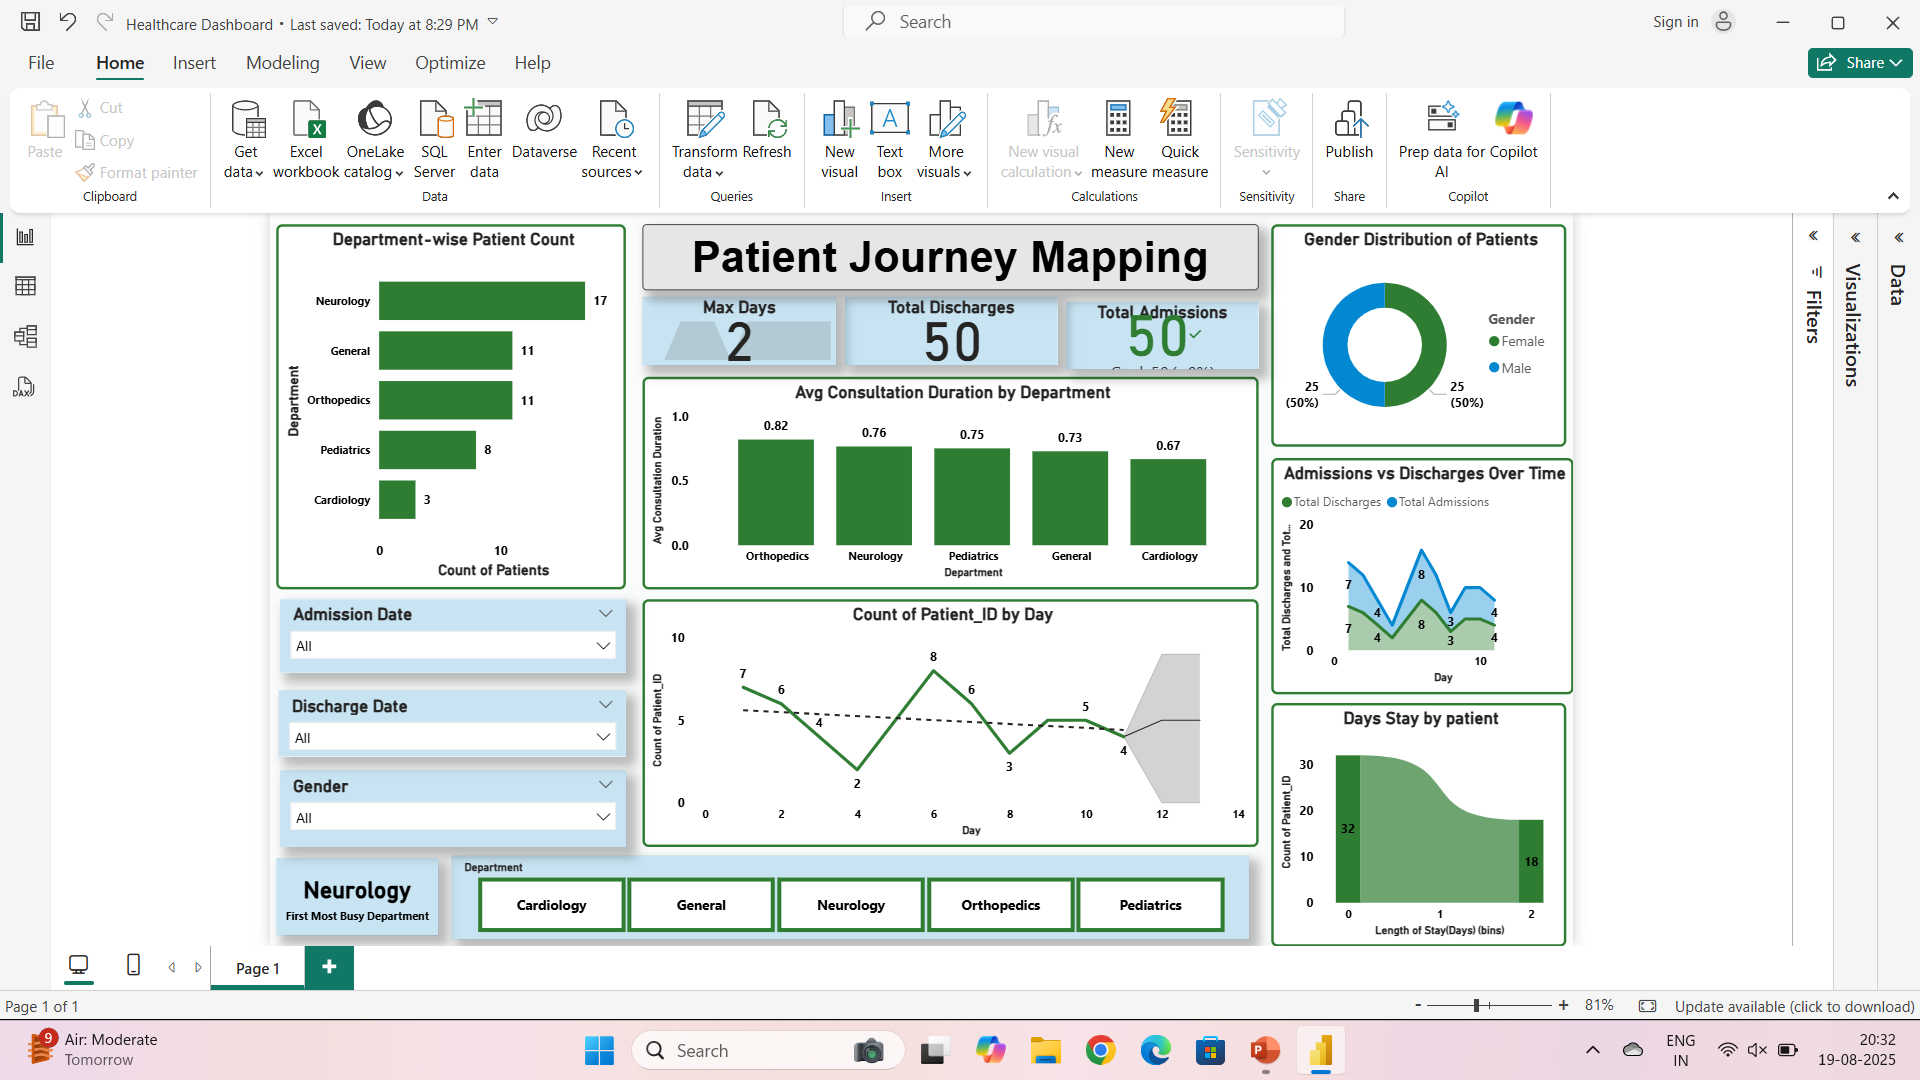 Healthcare Dashboard • Last saved: Today at 8:29 PM
Search
Sign in
File
Home
Insert
Modeling
View
Optimize
Help
Share
Paste
Cut
Copy
Format painter
Clipboard
Get data
Excel workbook
OneLake catalog
SQL Server
Enter data
Dataverse
Recent sources
Data
Transform data
Refresh
Queries
New visual
Text box
More visuals
Insert
New visual calculation
New measure
Quick measure
Calculations
Sensitivity
Sensitivity
Publish
Share
Prep data for AI
Copilot
Copilot
Department-wise Patient Count
Department
Neurology 17
General 11
Orthopedics 11
Pediatrics 8
Cardiology 3
0 10
Count of Patients
Patient Journey Mapping
Max Days
2
Total Discharges
50
Total Admissions
50
Avg Consultation Duration by Department
Avg Consultation Duration
1.0
0.5
0.0
0.82 0.76 0.75 0.73 0.67
Orthopedics Neurology Pediatrics General Cardiology
Department
Gender Distribution of Patients
Gender
Female
Male
25 (50%)
25 (50%)
Admissions vs Discharges Over Time
Total Discharges Total Admissions
Total Discharges and Tot...
20
10
0
7 4 8 3 4
7 4 8 3 4
0 10
Day
Admission Date
All
Discharge Date
All
Gender
All
Count of Patient_ID by Day
Count of Patient_ID
10
5
0
7 6 4 2 8 6 3 5 4
0 2 4 6 8 10 12 14
Day
Days Stay by patient
Count of Patient_ID
30
20
10
0
32 18
0 1 2
Length of Stay(Days) (bins)
Neurology
First Most Busy Department
Department
Cardiology
General
Neurology
Orthopedics
Pediatrics
Filters
Visualizations
Data
DAX
Page 1
Page 1 of 1
- + 81%
Update available (click to download)
9
Air: Moderate
Tomorrow
Search
ENG
IN
20:32
19-08-2025